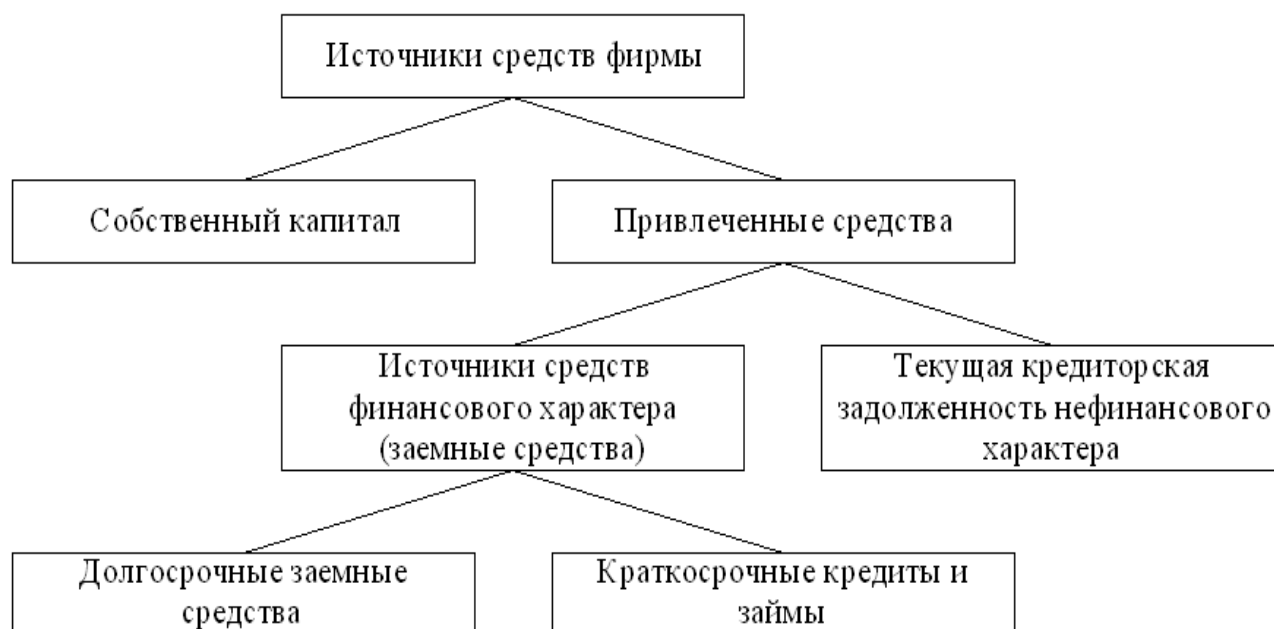 Источники средств фирмы
Собственный капитал
Привлеченные средства
Источники средств
финансового характера
(заемные средства)
Текущая кредиторская
задолженность нефинансового
характера
Долгосрочные заемные
средства
Краткосрочные кредиты и
займы